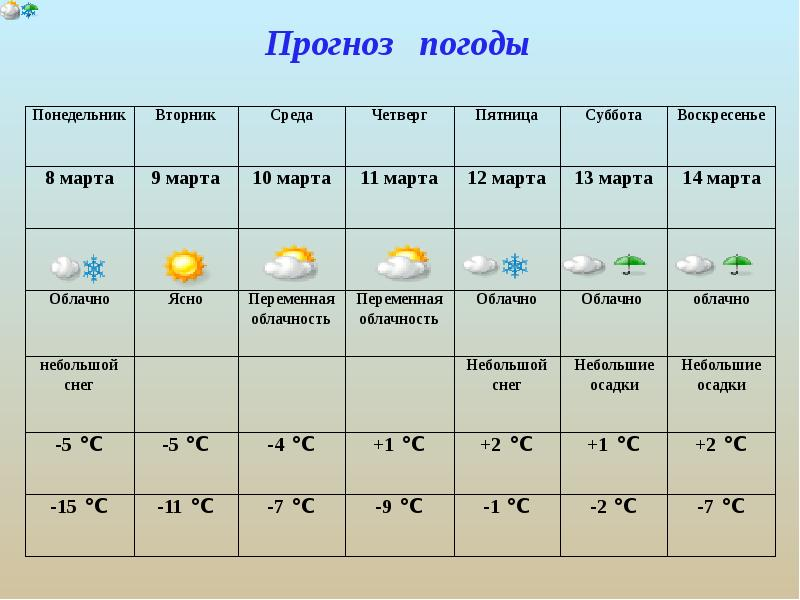 Прогноз погоды
Понедельник Вторник Среда Четверг Пятница Суббота Воскресенье
8 марта 9 марта 10 марта 11 марта 12 марта 13 марта 14 марта
Облачно Ясно Переменная облачность Переменная облачность Облачно Облачно облачно
небольшой снег Небольшой снег Небольшие осадки Небольшие осадки
-5 °C -5 °C -4 °C +1 °C +2 °C +1 °C +2 °C
-15 °C -11 °C -7 °C -9 °C -1 °C -2 °C -7 °C